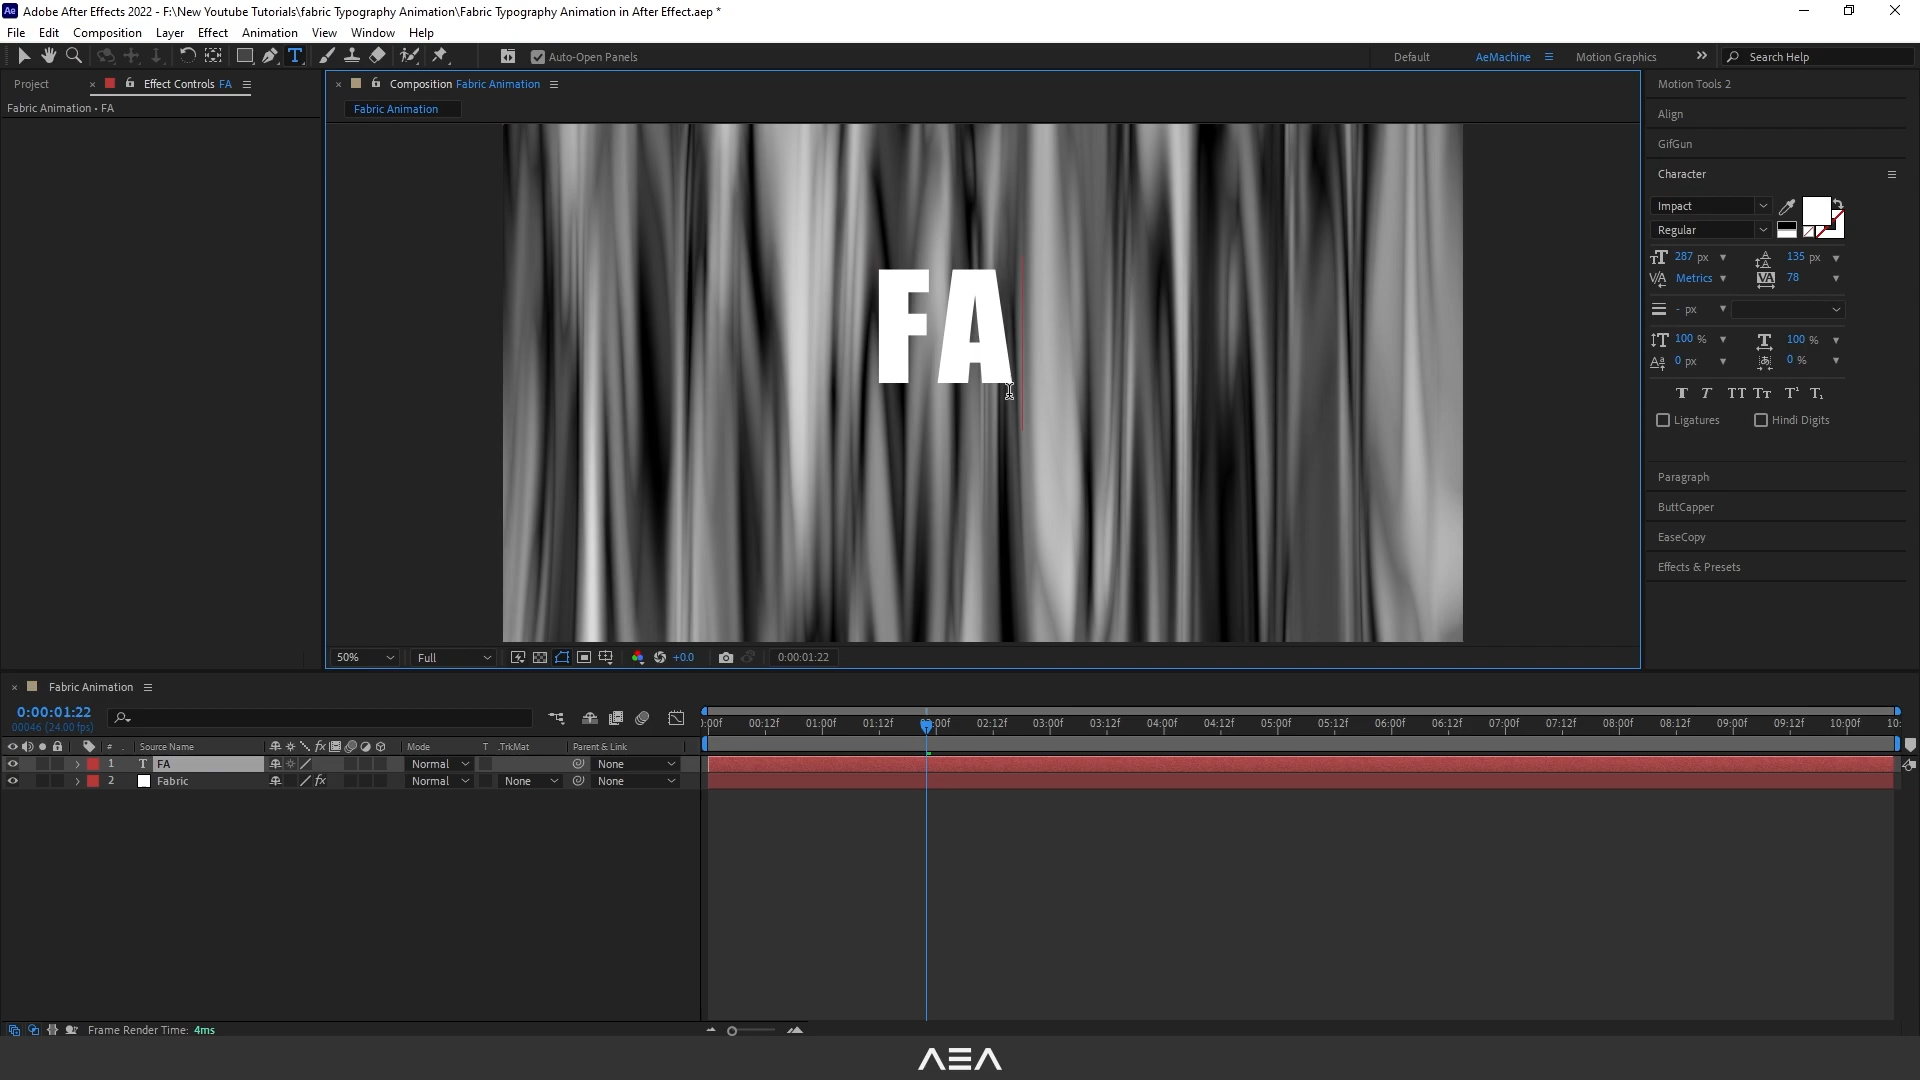 Adobe After Effects 2022 - F:\New Youtube Tutorials\fabric Typography Animation\Fabric Typography Animation in After Effect.aep *
File Edit Composition Layer Effect Animation View Window Help
Auto-Open Panels Default AeMachine Motion Graphics Search Help
Project Effect Controls FA
Fabric Animation • FA
Composition Fabric Animation
Fabric Animation
FA
50% Full +0.0 0:00:01:22
Motion Tools 2
Align
GifGun
Character
Impact
Regular
287 px 135 px
Metrics 78
- px
100 % 100 %
0 px 0 %
Ligatures Hindi Digits
Paragraph
ButtCapper
EaseCopy
Effects & Presets
Fabric Animation
0:00:01:22
00046 (24.00 fps)
):00f 00:12f 01:00f 01:12f 02:00f 02:12f 03:00f 03:12f 04:00f 04:12f 05:00f 05:12f 06:00f 06:12f 07:00f 07:12f 08:00f 08:12f 09:00f 09:12f 10:00f 10:
# Source Name Mode T .TrkMat Parent & Link
1 T FA Normal None
2 Fabric Normal None None
Frame Render Time: 4ms
AEA